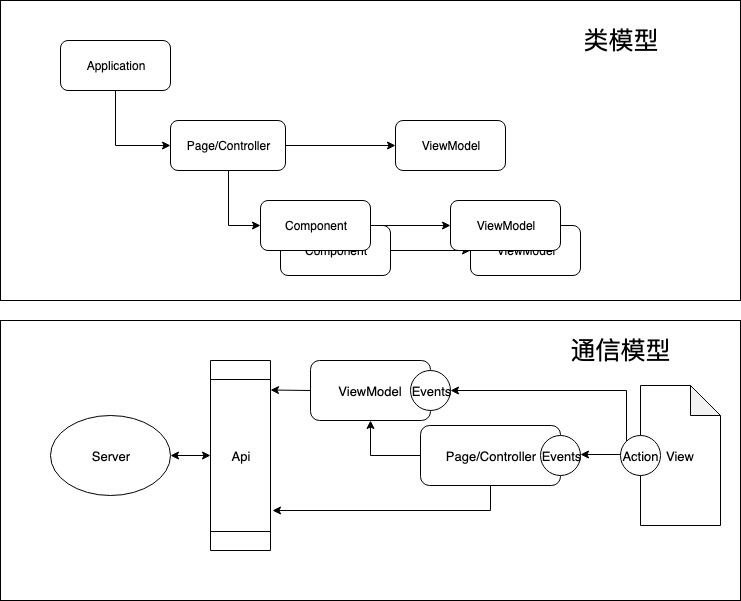 类模型
Application
Page/Controller
ViewModel
Component
ViewModel
Component
ViewModel
通信模型
ViewModel
Events
Server
Api
Page/Controller
Events
Action
View